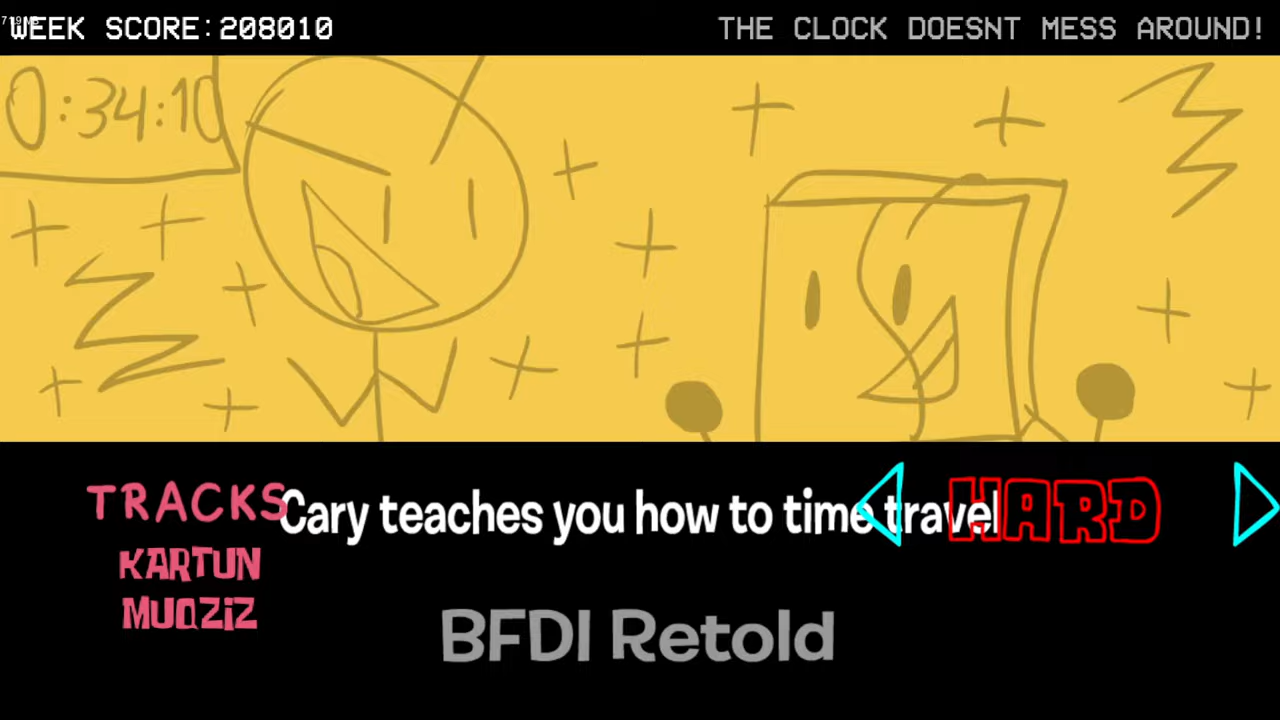 WEEK SCORE:208010
THE CLOCK DOESNT MESS AROUND!
0:34:10
TRACKS
Cary teaches you how to time travel
HARD
KARTUN
MUQZIZ
BFDI Retold